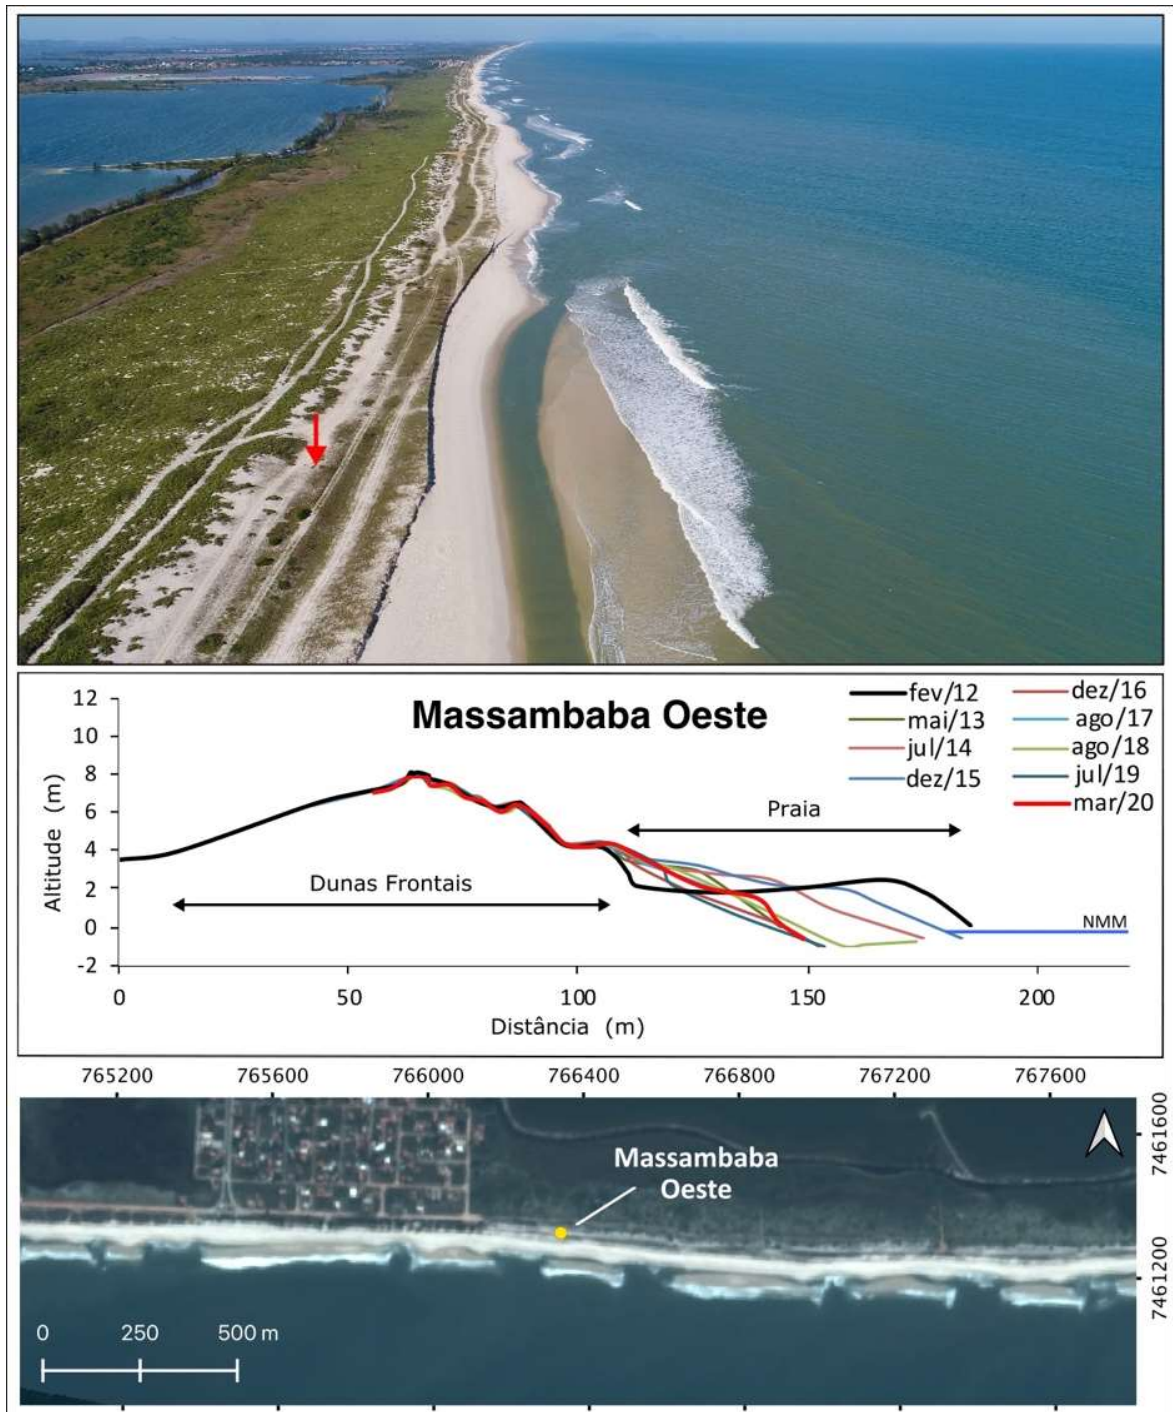 12
10
8
6
4
2
0
-2
Altitude (m)
Massambaba Oeste
fev/12
mai/13
jul/14
dez/15
dez/16
ago/17
ago/18
jul/19
mar/20
Praia
Dunas Frontais
NMM
0 50 100 150 200
Distância (m)
765200 765600 766000 766400 766800 767200 767600
7461600
7461200
Massambaba
Oeste
0 250 500 m